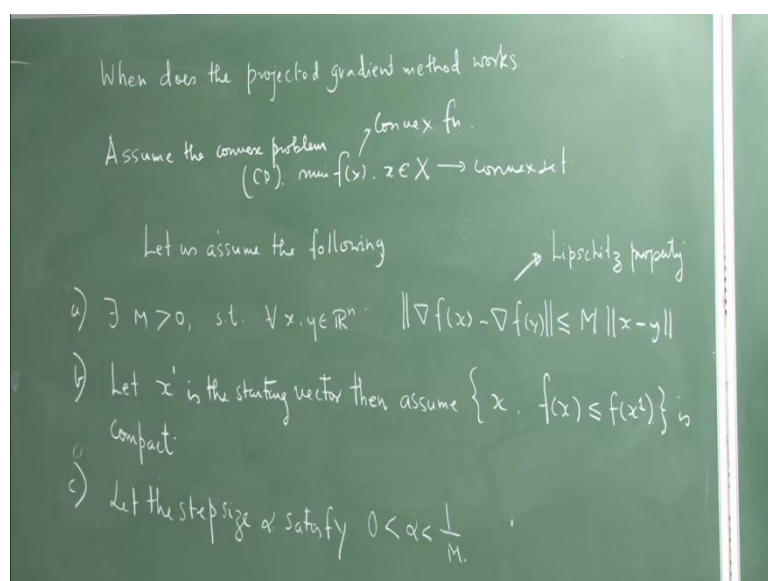 When does the projected gradient method works
convex fn.
Assume the convex problem
(CP). min f(x). x ∈ X → convex set
Let us assume the following
Lipschitz property
a) ∃ M > 0, s.t. ∀ x, y ∈ ℝⁿ ‖∇f(x) - ∇f(y)‖ ≤ M ‖x - y‖
b) Let x¹ is the starting vector then assume { x : f(x) ≤ f(x¹)} is
compact.
c) Let the step size α satisfy 0 < α < 1/M.